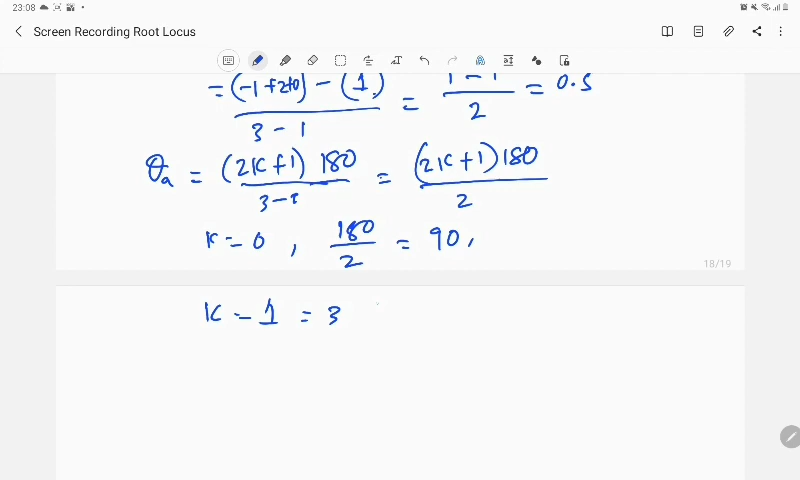 23:08
Screen Recording Root Locus
= (-1+2+0) - (1) / 3 - 1 = 1 - 1 / 2 = 0.5
θa = (2K+1) 180 / 3-1 = (2K+1) 180 / 2
K = 0 , 180 / 2 = 90,
18/19
K - 1 = 3